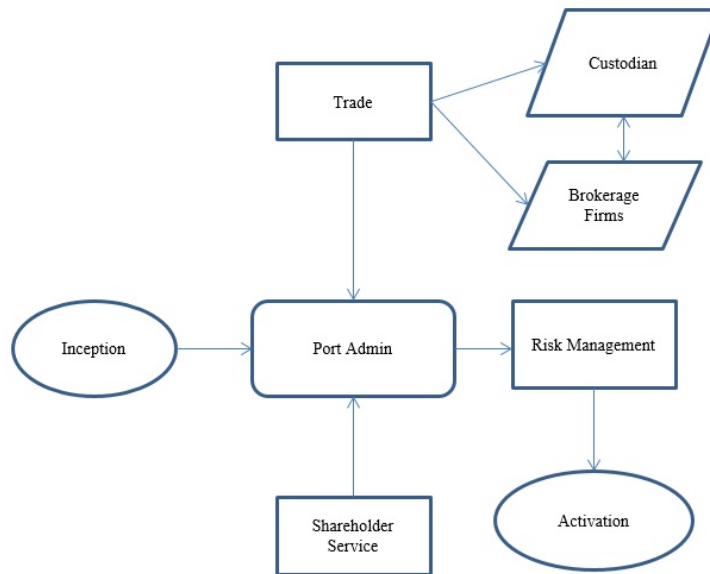 Custodian
Trade
Brokerage
Firms
Inception
Port Admin
Risk Management
Shareholder
Service
Activation